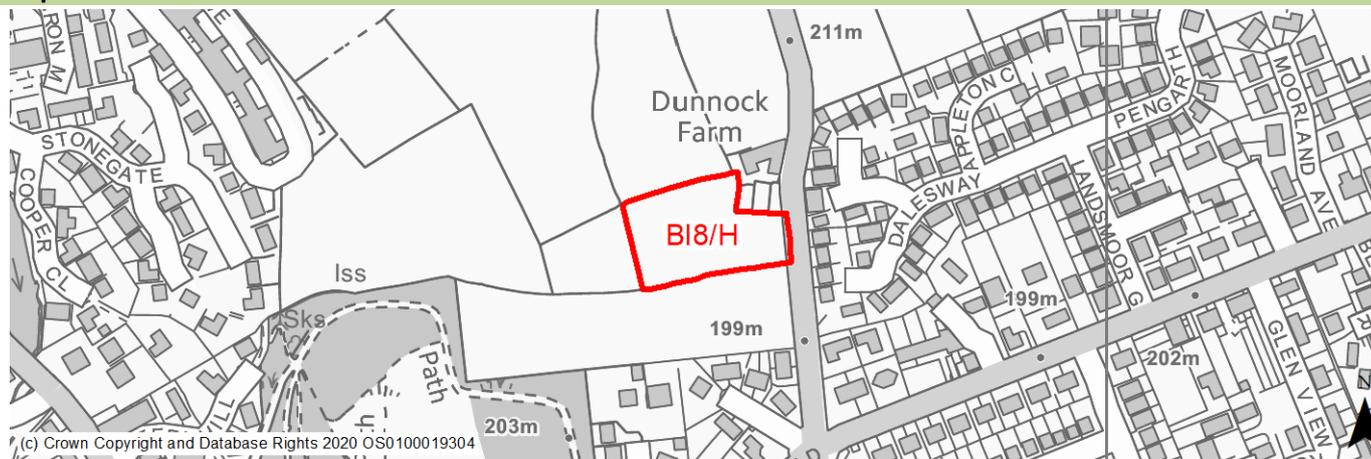 211m
Dunnock
Farm
STONEGATE
COOPER CL
APPLETON C
PENGARTH
MOORLAND AVE
DALESWAY
ANDSMOOR G
BI8/H
Iss
Sks
Path
199m
199m
202m
GLEN VIEW
203m
(c) Crown Copyright and Database Rights 2020 OS0100019304